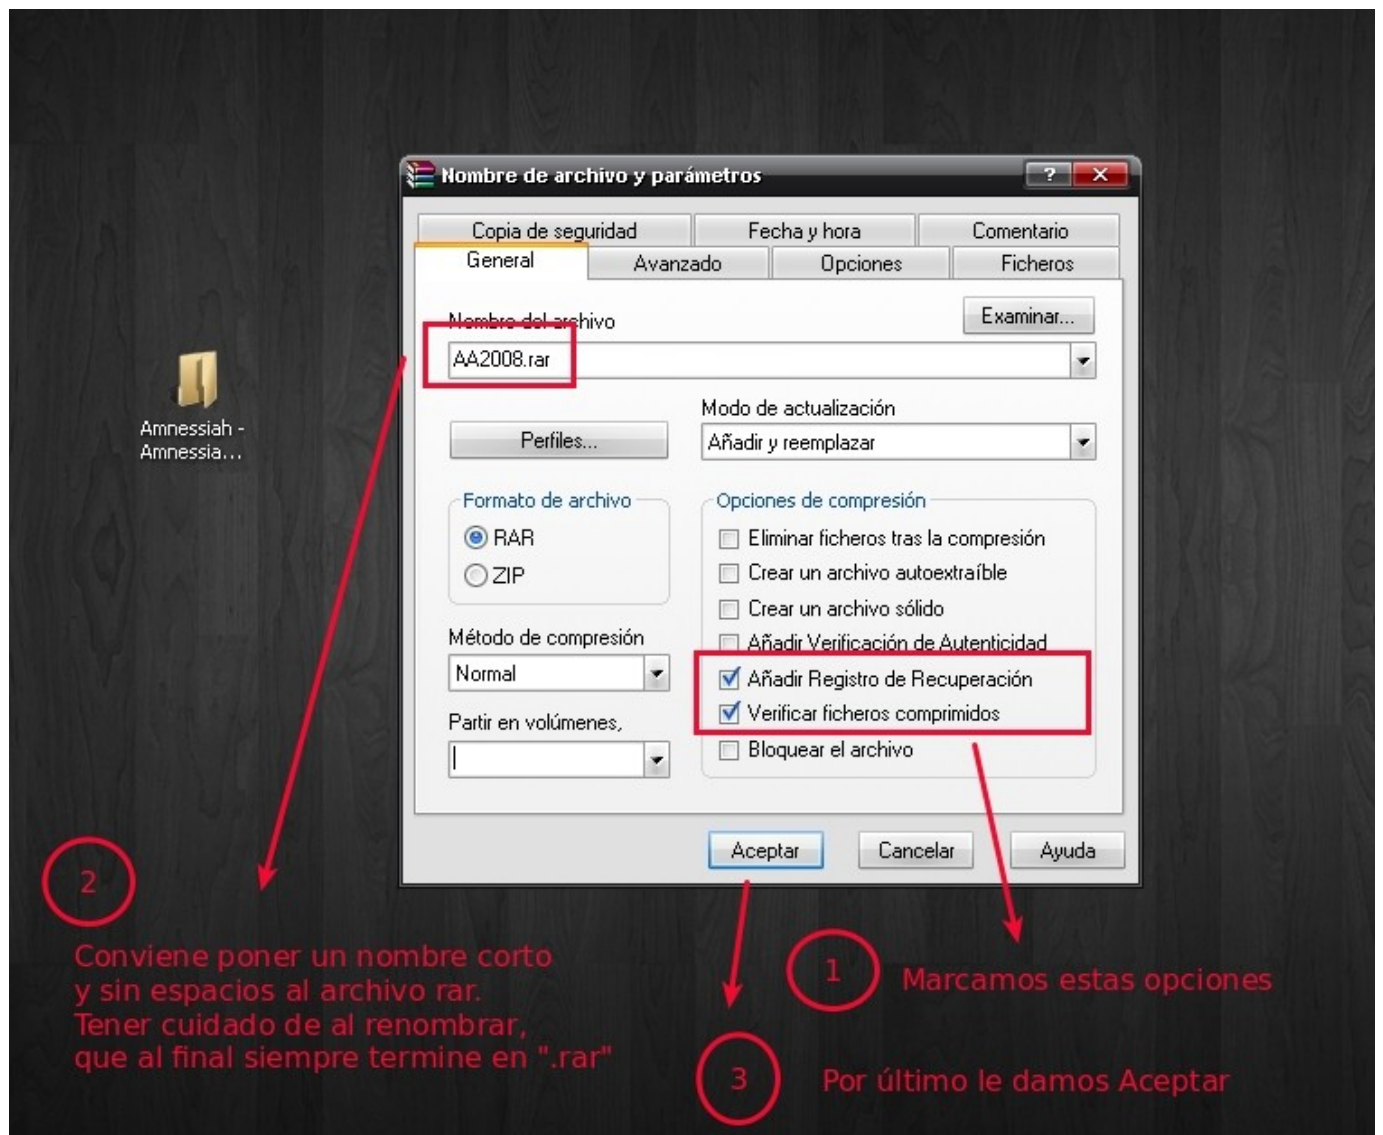 Nombre de archivo y parámetros
?
X
Copia de seguridad
Fecha y hora
Comentario
General
Avanzado
Opciones
Ficheros
Nombre del archivo
Examinar...
AA2008.rar
Modo de actualización
Perfiles...
Añadir y reemplazar
Amnessiah -
Amnessia...
Formato de archivo
RAR
ZIP
Opciones de compresión
Eliminar ficheros tras la compresión
Crear un archivo autoextraíble
Crear un archivo sólido
Añadir Verificación de Autenticidad
Añadir Registro de Recuperación
Verificar ficheros comprimidos
Bloquear el archivo
Método de compresión
Normal
Partir en volúmenes,
Aceptar
Cancelar
Ayuda
2
Conviene poner un nombre corto
y sin espacios al archivo rar.
Tener cuidado de al renombrar,
que al final siempre termine en ".rar"
1
Marcamos estas opciones
3
Por último le damos Aceptar